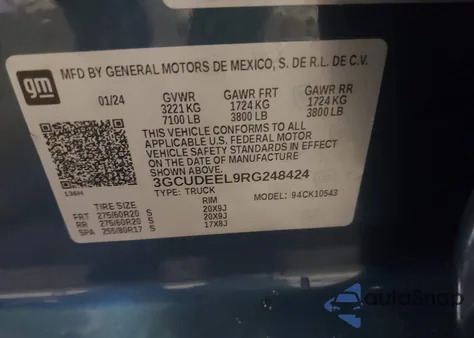 gm
MFD BY GENERAL MOTORS DE MEXICO, S. DE R.L. DE C.V.
01/24 GVWR GAWR FRT GAWR RR
3221 KG 1724 KG 1724 KG
7100 LB 3800 LB 3800 LB
THIS VEHICLE CONFORMS TO ALL
APPLICABLE U.S. FEDERAL MOTOR
VEHICLE SAFETY STANDARDS IN EFFECT
ON THE DATE OF MANUFACTURE
SHOWN ABOVE.
3GCUDEEL9RG248424
TYPE: TRUCK MODEL: 94CK10543
136H
TIRE SIZE RIM
FRT 275/60R20 S 20X9J
RR 275/60R20 S 20X9J
SPA 255/80R17 S 17X8J
AutoSnap